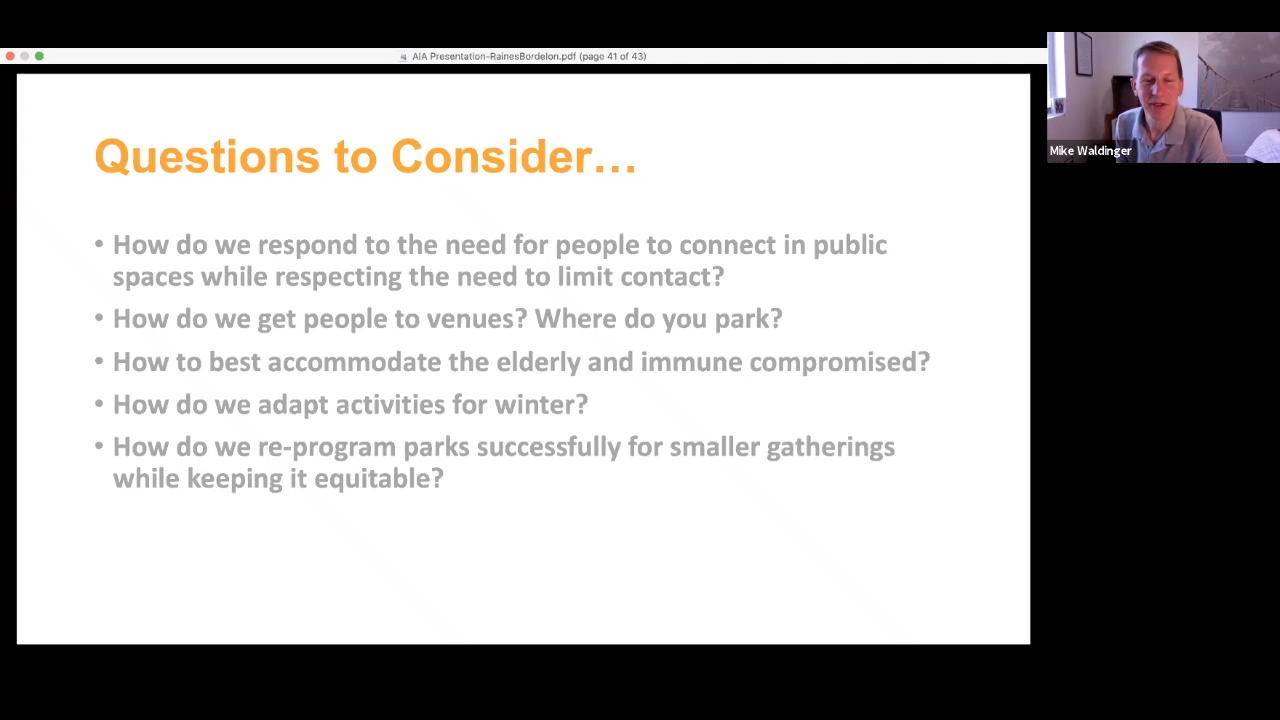 AIA Presentation-RainesBordelon.pdf (page 41 of 43)
Mike Waldinger
Questions to Consider...
• How do we respond to the need for people to connect in public
spaces while respecting the need to limit contact?
• How do we get people to venues? Where do you park?
• How to best accommodate the elderly and immune compromised?
• How do we adapt activities for winter?
• How do we re-program parks successfully for smaller gatherings
while keeping it equitable?